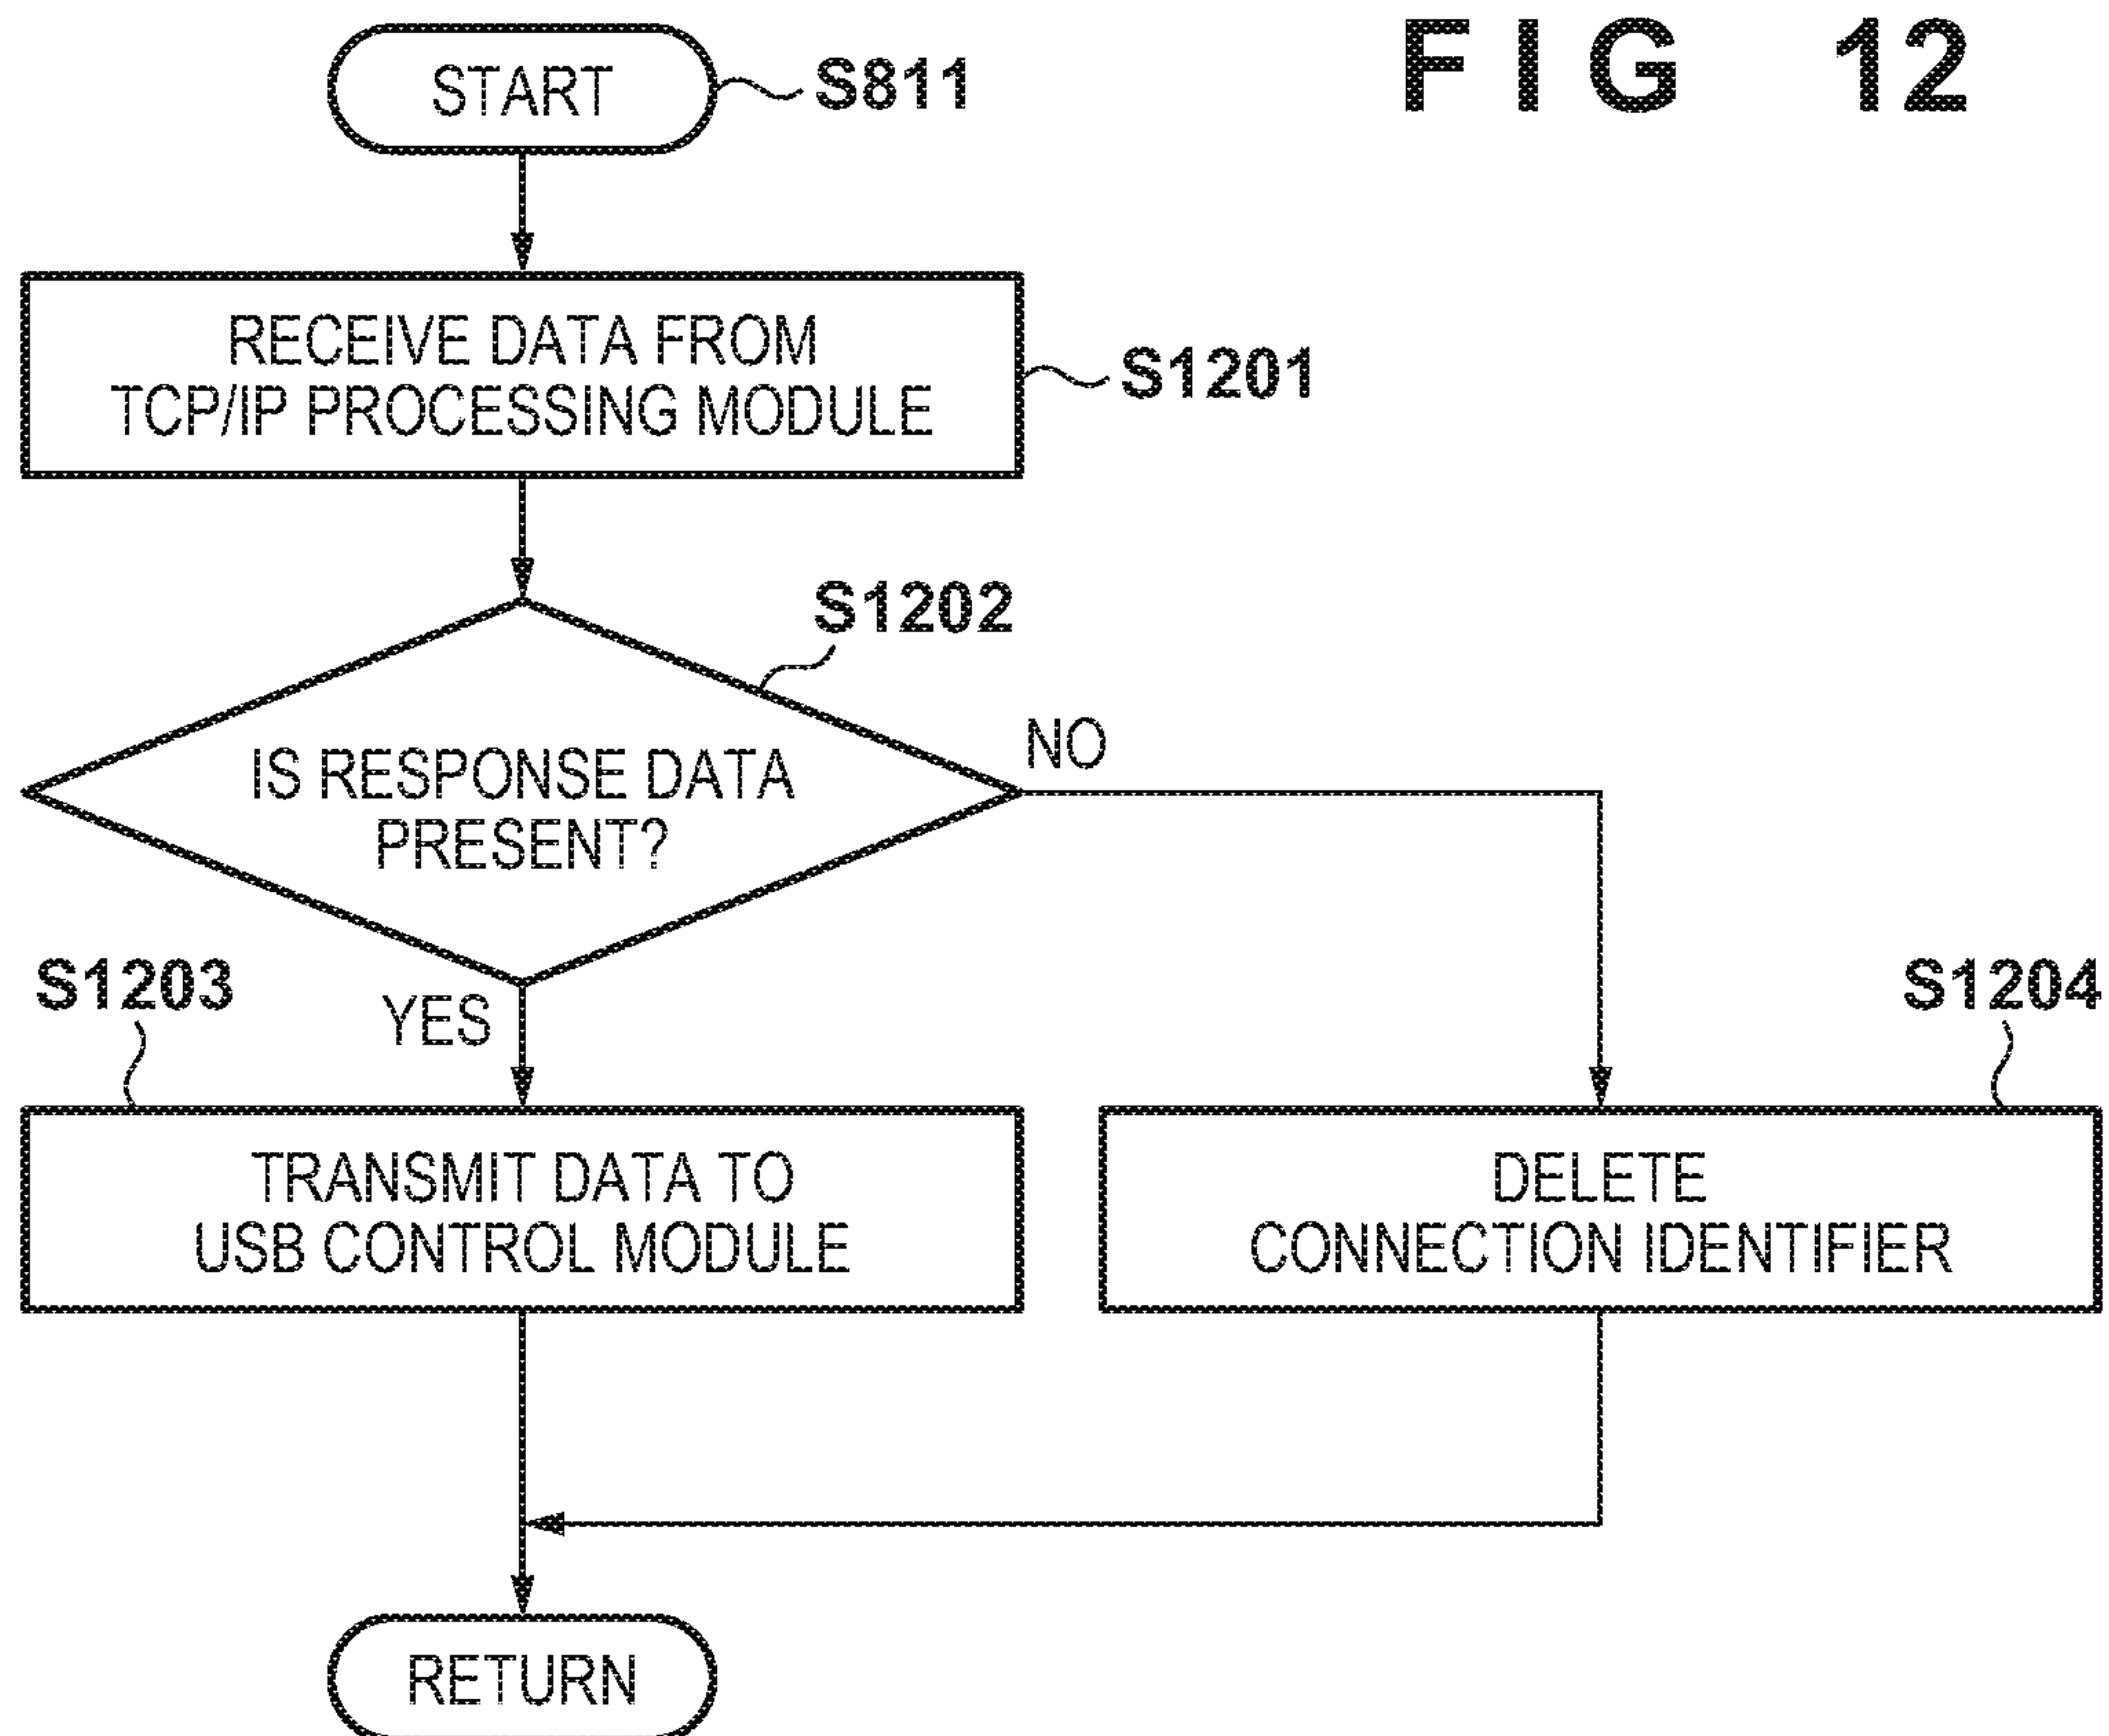 FIG 12
START
S811
RECEIVE DATA FROM
TCP/IP PROCESSING MODULE
S1201
S1202
IS RESPONSE DATA
PRESENT?
NO
YES
S1203
TRANSMIT DATA TO
USB CONTROL MODULE
S1204
DELETE
CONNECTION IDENTIFIER
RETURN